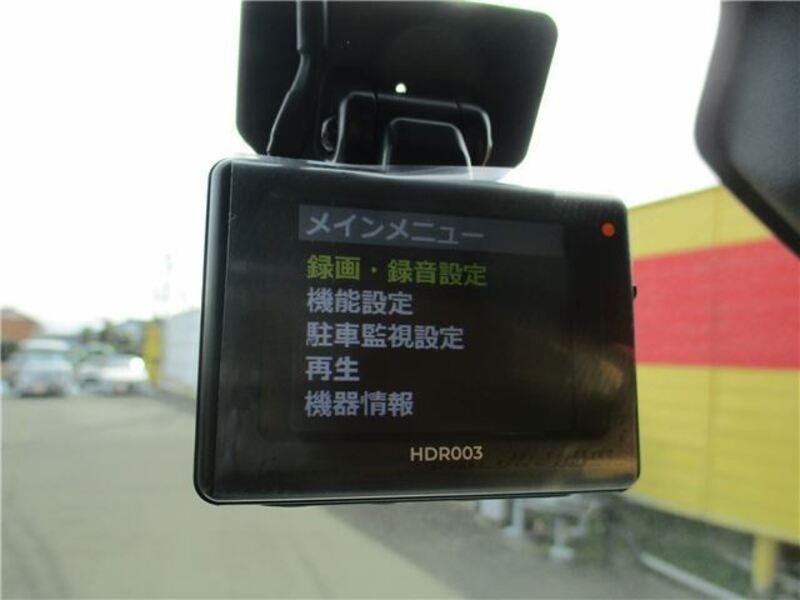 メインメニュー
録画・録音設定
機能設定
駐車監視設定
再生
機器情報
HDR003